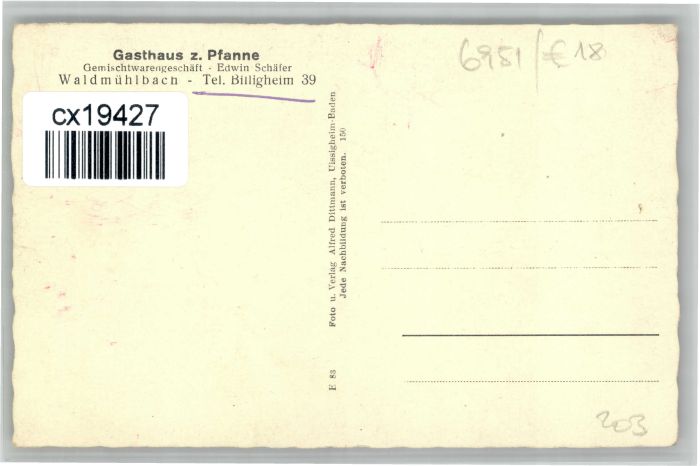 Gasthaus z. Pfanne
Gemischtwarengeschäft - Edwin Schäfer
Waldmühlbach - Tel. Billigheim 39
cx19427
6951/€18
E 83 Foto u. Verlag Alfred Dittmann, Uissigheim-Baden
Jede Nachbildung ist verboten. 150
203